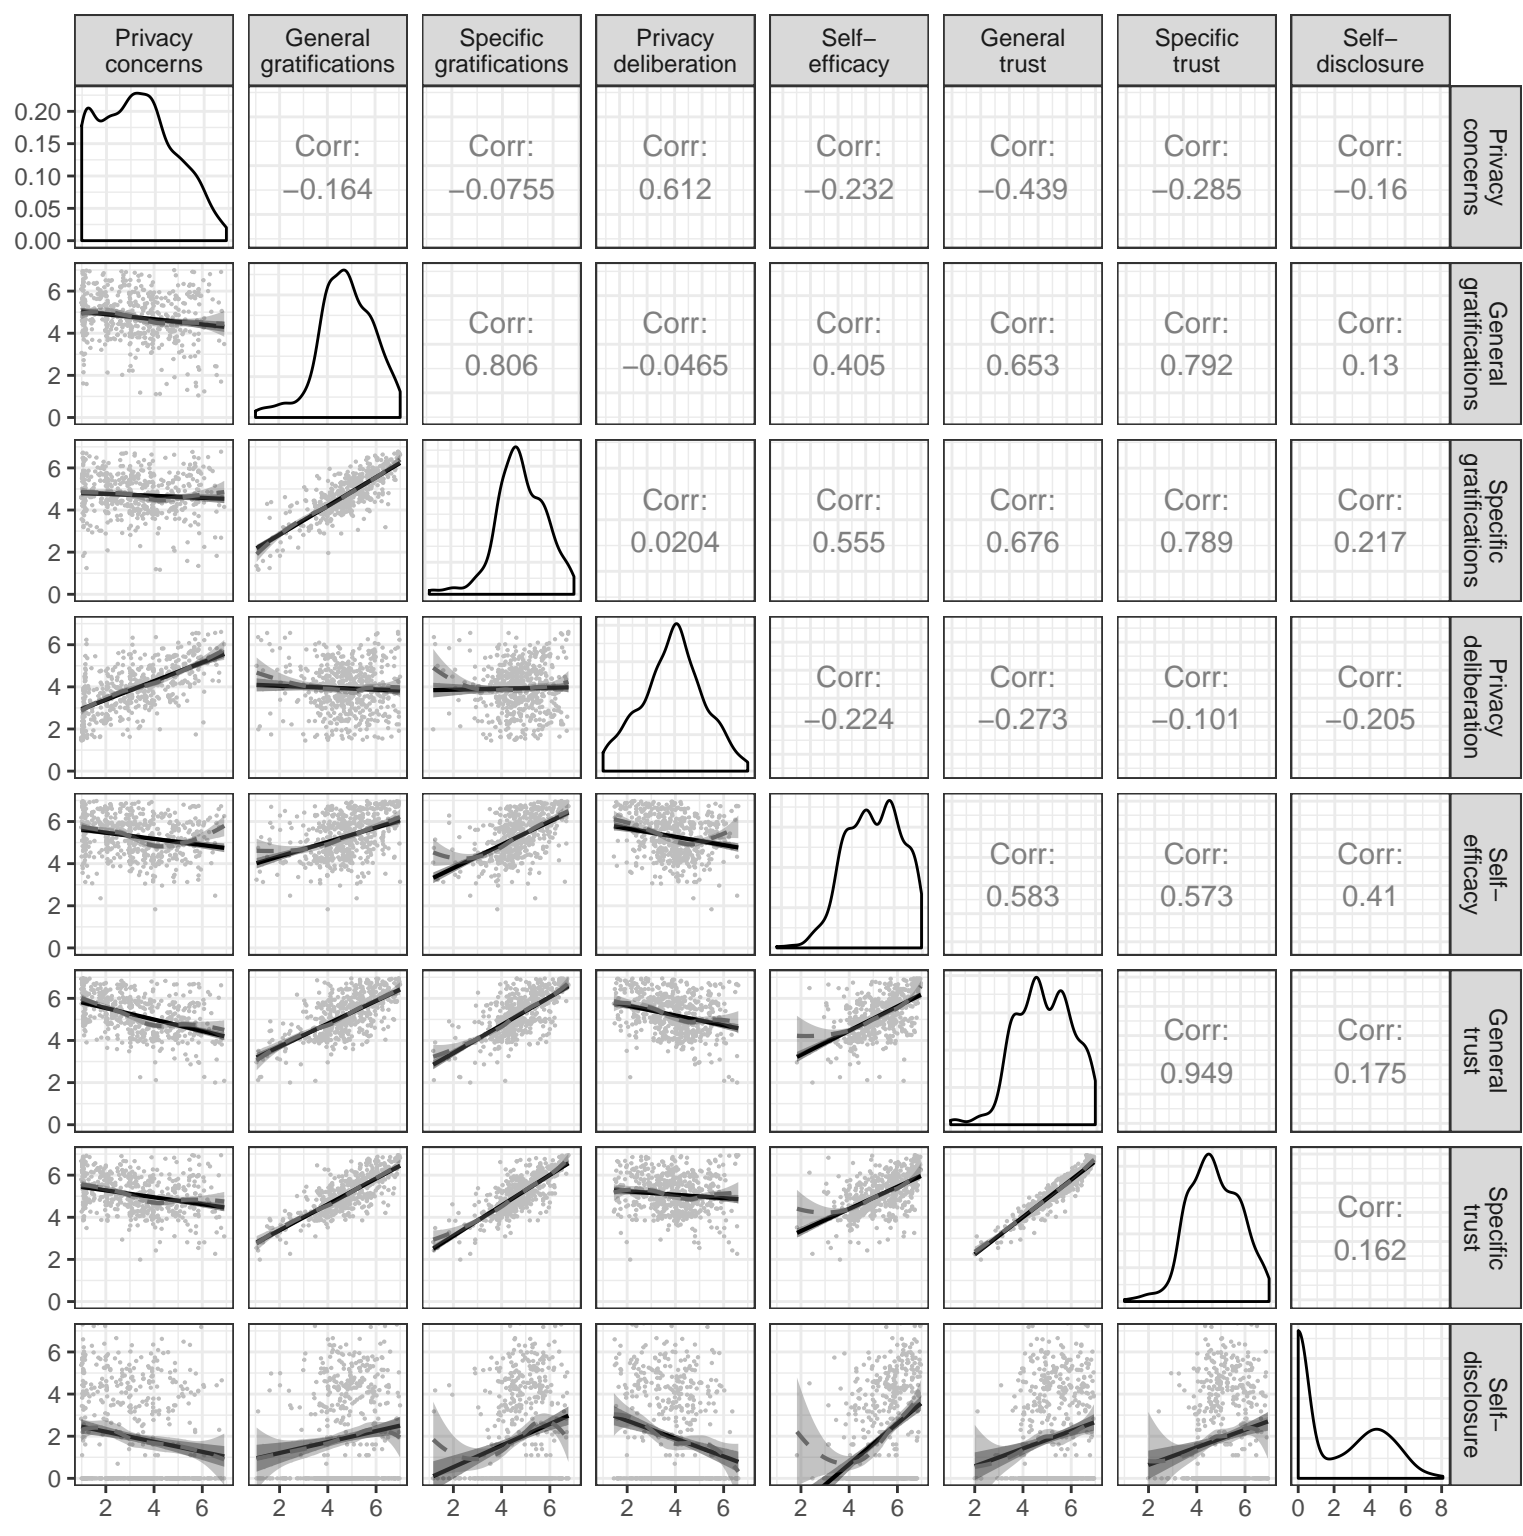 Privacy concerns
General gratifications
Specific gratifications
Privacy deliberation
Self− efficacy
General trust
Specific trust
Self− disclosure
0.20
0.15
0.10
0.05
0.00
Corr: −0.164
Corr: −0.0755
Corr: 0.612
Corr: −0.232
Corr: −0.439
Corr: −0.285
Corr: −0.16
Privacy concerns
6
4
2
0
Corr: 0.806
Corr: −0.0465
Corr: 0.405
Corr: 0.653
Corr: 0.792
Corr: 0.13
General gratifications
6
4
2
0
Corr: 0.0204
Corr: 0.555
Corr: 0.676
Corr: 0.789
Corr: 0.217
Specific gratifications
6
4
2
0
Corr: −0.224
Corr: −0.273
Corr: −0.101
Corr: −0.205
Privacy deliberation
6
4
2
0
Corr: 0.583
Corr: 0.573
Corr: 0.41
Self− efficacy
6
4
2
0
Corr: 0.949
Corr: 0.175
General trust
6
4
2
0
Corr: 0.162
Specific trust
6
4
2
0
Self− disclosure
2 4 6
2 4 6
2 4 6
2 4 6
2 4 6
2 4 6
2 4 6
0 2 4 6 8